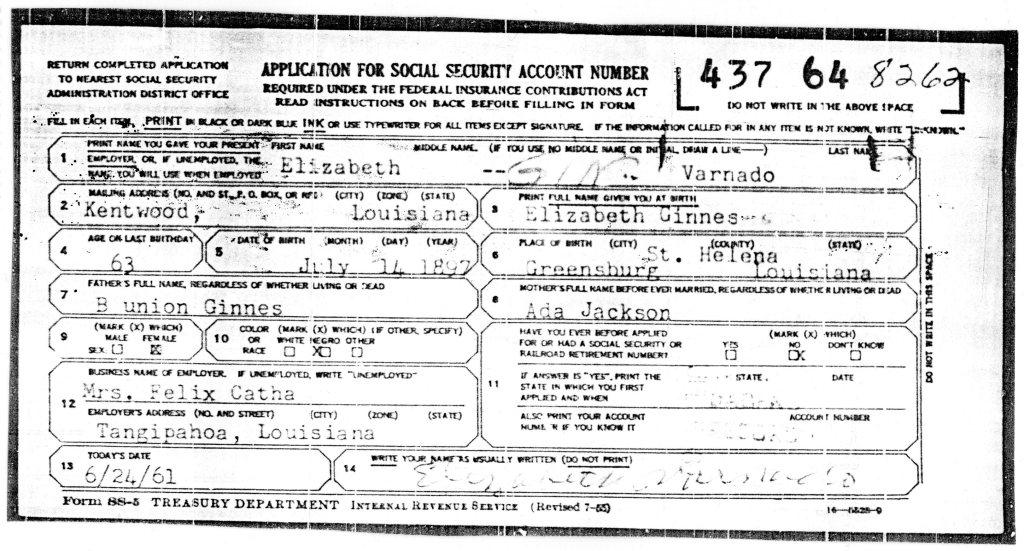 RETURN COMPLETED APPLICATION
TO NEAREST SOCIAL SECURITY
ADMINISTRATION DISTRICT OFFICE
APPLICATION FOR SOCIAL SECURITY ACCOUNT NUMBER
REQUIRED UNDER THE FEDERAL INSURANCE CONTRIBUTIONS ACT
READ INSTRUCTIONS ON BACK BEFORE FILLING IN FORM
437 64 8262
DO NOT WRITE IN THE ABOVE SPACE
FILL IN EACH ITEM. PRINT IN BLACK OR DARK BLUE INK OR USE TYPEWRITER FOR ALL ITEMS EXCEPT SIGNATURE. IF THE INFORMATION CALLED FOR IN ANY ITEM IS NOT KNOWN, WRITE "UNKNOWN."
1 PRINT NAME YOU GAVE YOUR PRESENT EMPLOYER, OR, IF UNEMPLOYED, THE NAME YOU WILL USE WHEN EMPLOYED
FIRST NAME MIDDLE NAME. (IF YOU USE NO MIDDLE NAME OR INITIAL, DRAW A LINE——) LAST NAME
Elizabeth -- Varnado
2 MAILING ADDRESS (NO. AND ST., P. O. BOX, OR RFD) (CITY) (ZONE) (STATE)
Kentwood, Louisiana
3 PRINT FULL NAME GIVEN YOU AT BIRTH
Elizabeth Ginnes
4 AGE ON LAST BIRTHDAY
63
5 DATE OF BIRTH (MONTH) (DAY) (YEAR)
July 14 1897
6 PLACE OF BIRTH (CITY) (COUNTY) (STATE)
Greensburg St. Helena Louisiana
7 FATHER'S FULL NAME, REGARDLESS OF WHETHER LIVING OR DEAD
B union Ginnes
8 MOTHER'S FULL NAME BEFORE EVER MARRIED, REGARDLESS OF WHETHER LIVING OR DEAD
Ada Jackson
9 SEX: (MARK (X) WHICH) MALE FEMALE
X
10 COLOR OR RACE (MARK (X) WHICH) (IF OTHER, SPECIFY)
WHITE NEGRO OTHER
X
11 HAVE YOU EVER BEFORE APPLIED FOR OR HAD A SOCIAL SECURITY OR RAILROAD RETIREMENT NUMBER?
(MARK (X) WHICH) YES NO DON'T KNOW
X
IF ANSWER IS "YES", PRINT THE STATE IN WHICH YOU FIRST APPLIED AND WHEN
STATE DATE
ALSO PRINT YOUR ACCOUNT NUMBER IF YOU KNOW IT
ACCOUNT NUMBER
12 BUSINESS NAME OF EMPLOYER. IF UNEMPLOYED, WRITE "UNEMPLOYED"
Mrs. Felix Catha
EMPLOYER'S ADDRESS (NO. AND STREET) (CITY) (ZONE) (STATE)
Tangipahoa, Louisiana
13 TODAY'S DATE
6/24/61
14 WRITE YOUR NAME AS USUALLY WRITTEN (DO NOT PRINT)
Form SS-5 TREASURY DEPARTMENT INTERNAL REVENUE SERVICE (Revised 7-55)
DO NOT WRITE IN THIS SPACE